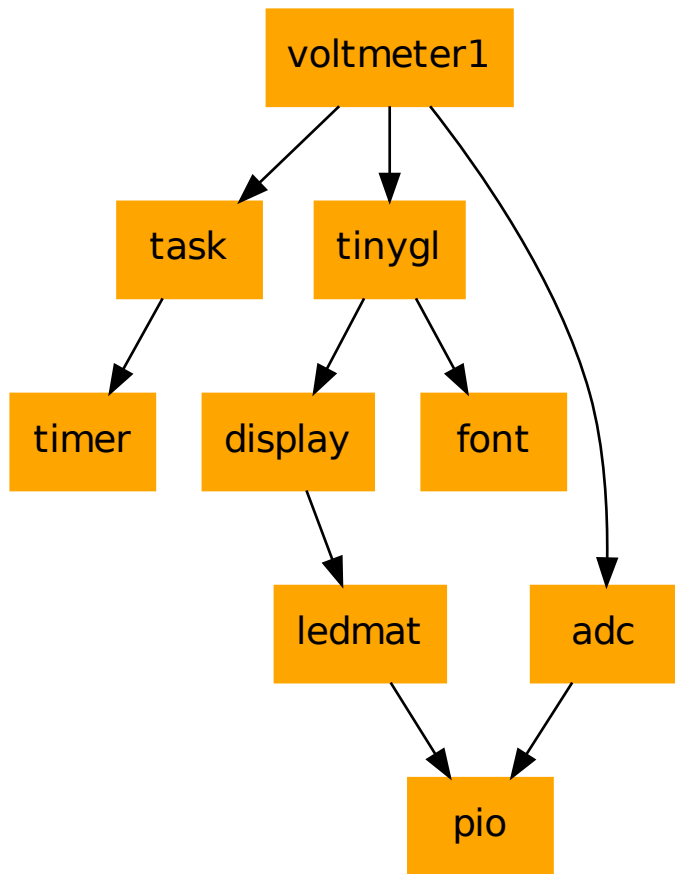 voltmeter1
task
tinygl
timer
display
font
ledmat
adc
pio